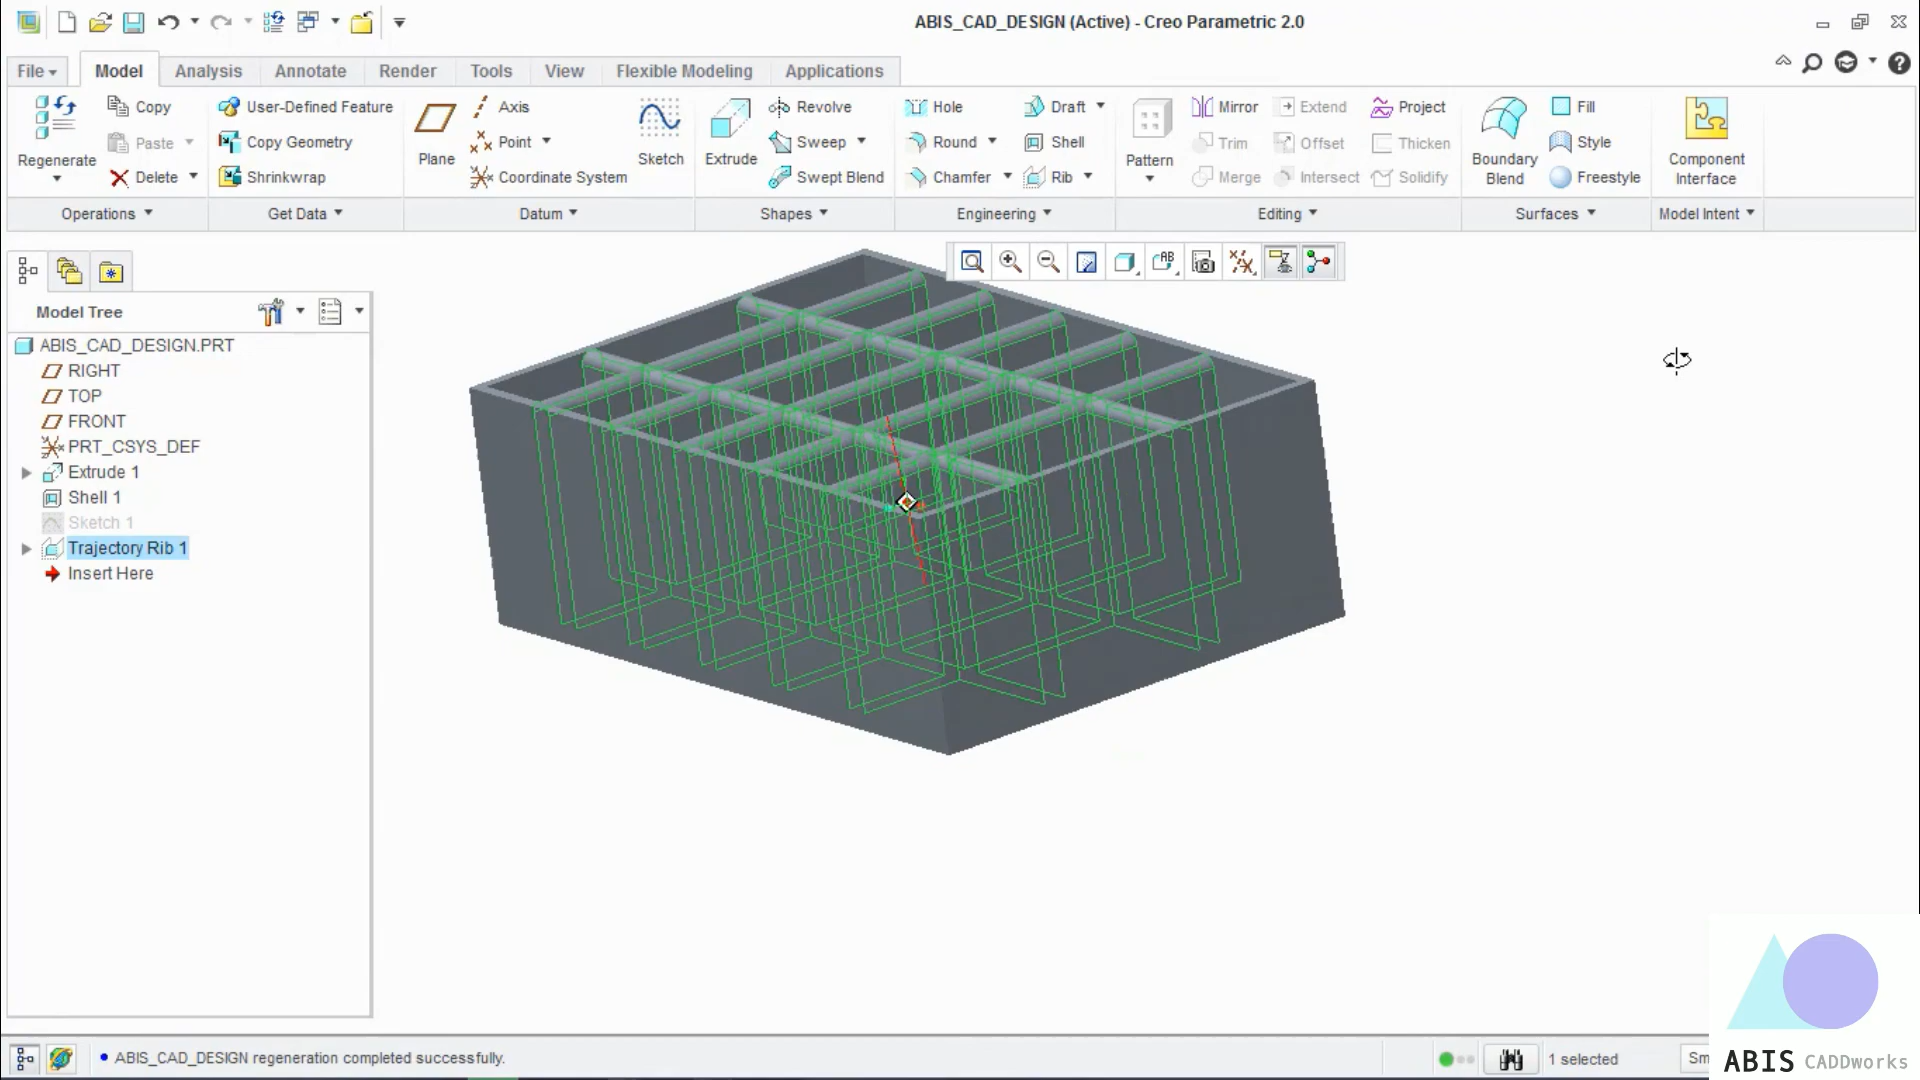 ABIS_CAD_DESIGN (Active) - Creo Parametric 2.0
File Model Analysis Annotate Render Tools View Flexible Modeling Applications
Regenerate
Copy
Paste
Delete
Operations
User-Defined Feature
Copy Geometry
Shrinkwrap
Get Data
Plane
Axis
Point
Coordinate System
Sketch
Datum
Extrude
Revolve
Sweep
Swept Blend
Shapes
Hole
Round
Chamfer
Draft
Shell
Rib
Engineering
Pattern
Mirror
Trim
Merge
Extend
Offset
Intersect
Project
Thicken
Solidify
Editing
Boundary
Blend
Fill
Style
Freestyle
Surfaces
Component
Interface
Model Intent
Model Tree
ABIS_CAD_DESIGN.PRT
RIGHT
TOP
FRONT
PRT_CSYS_DEF
Extrude 1
Shell 1
Sketch 1
Trajectory Rib 1
Insert Here
ABIS_CAD_DESIGN regeneration completed successfully.
1 selected
Sm
ABIS CADDworks